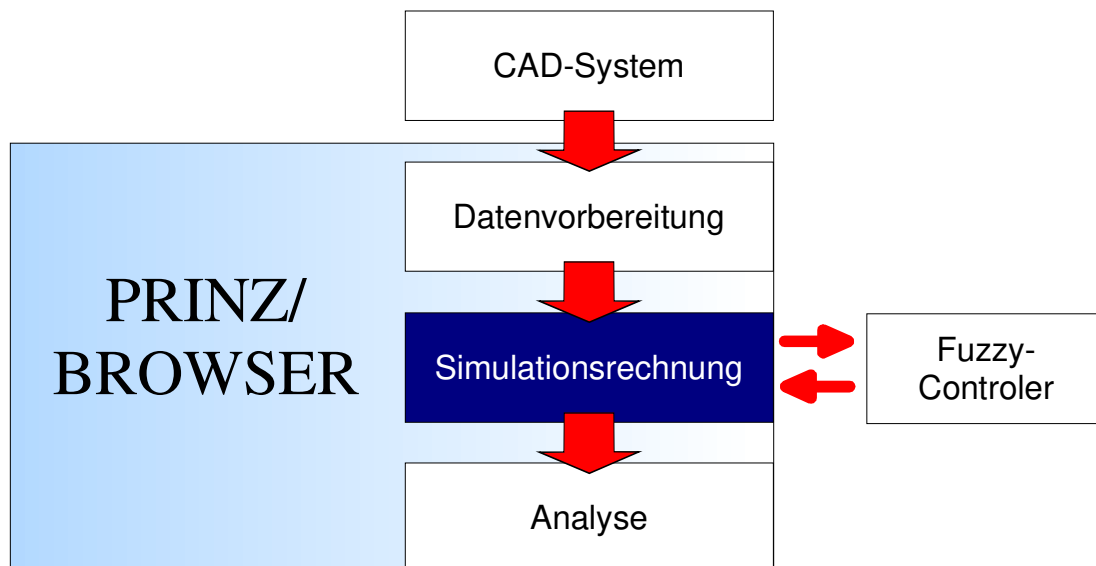 CAD-System
Datenvorbereitung
PRINZ/
BROWSER
Simulationsrechnung
Fuzzy-
Controler
Analyse